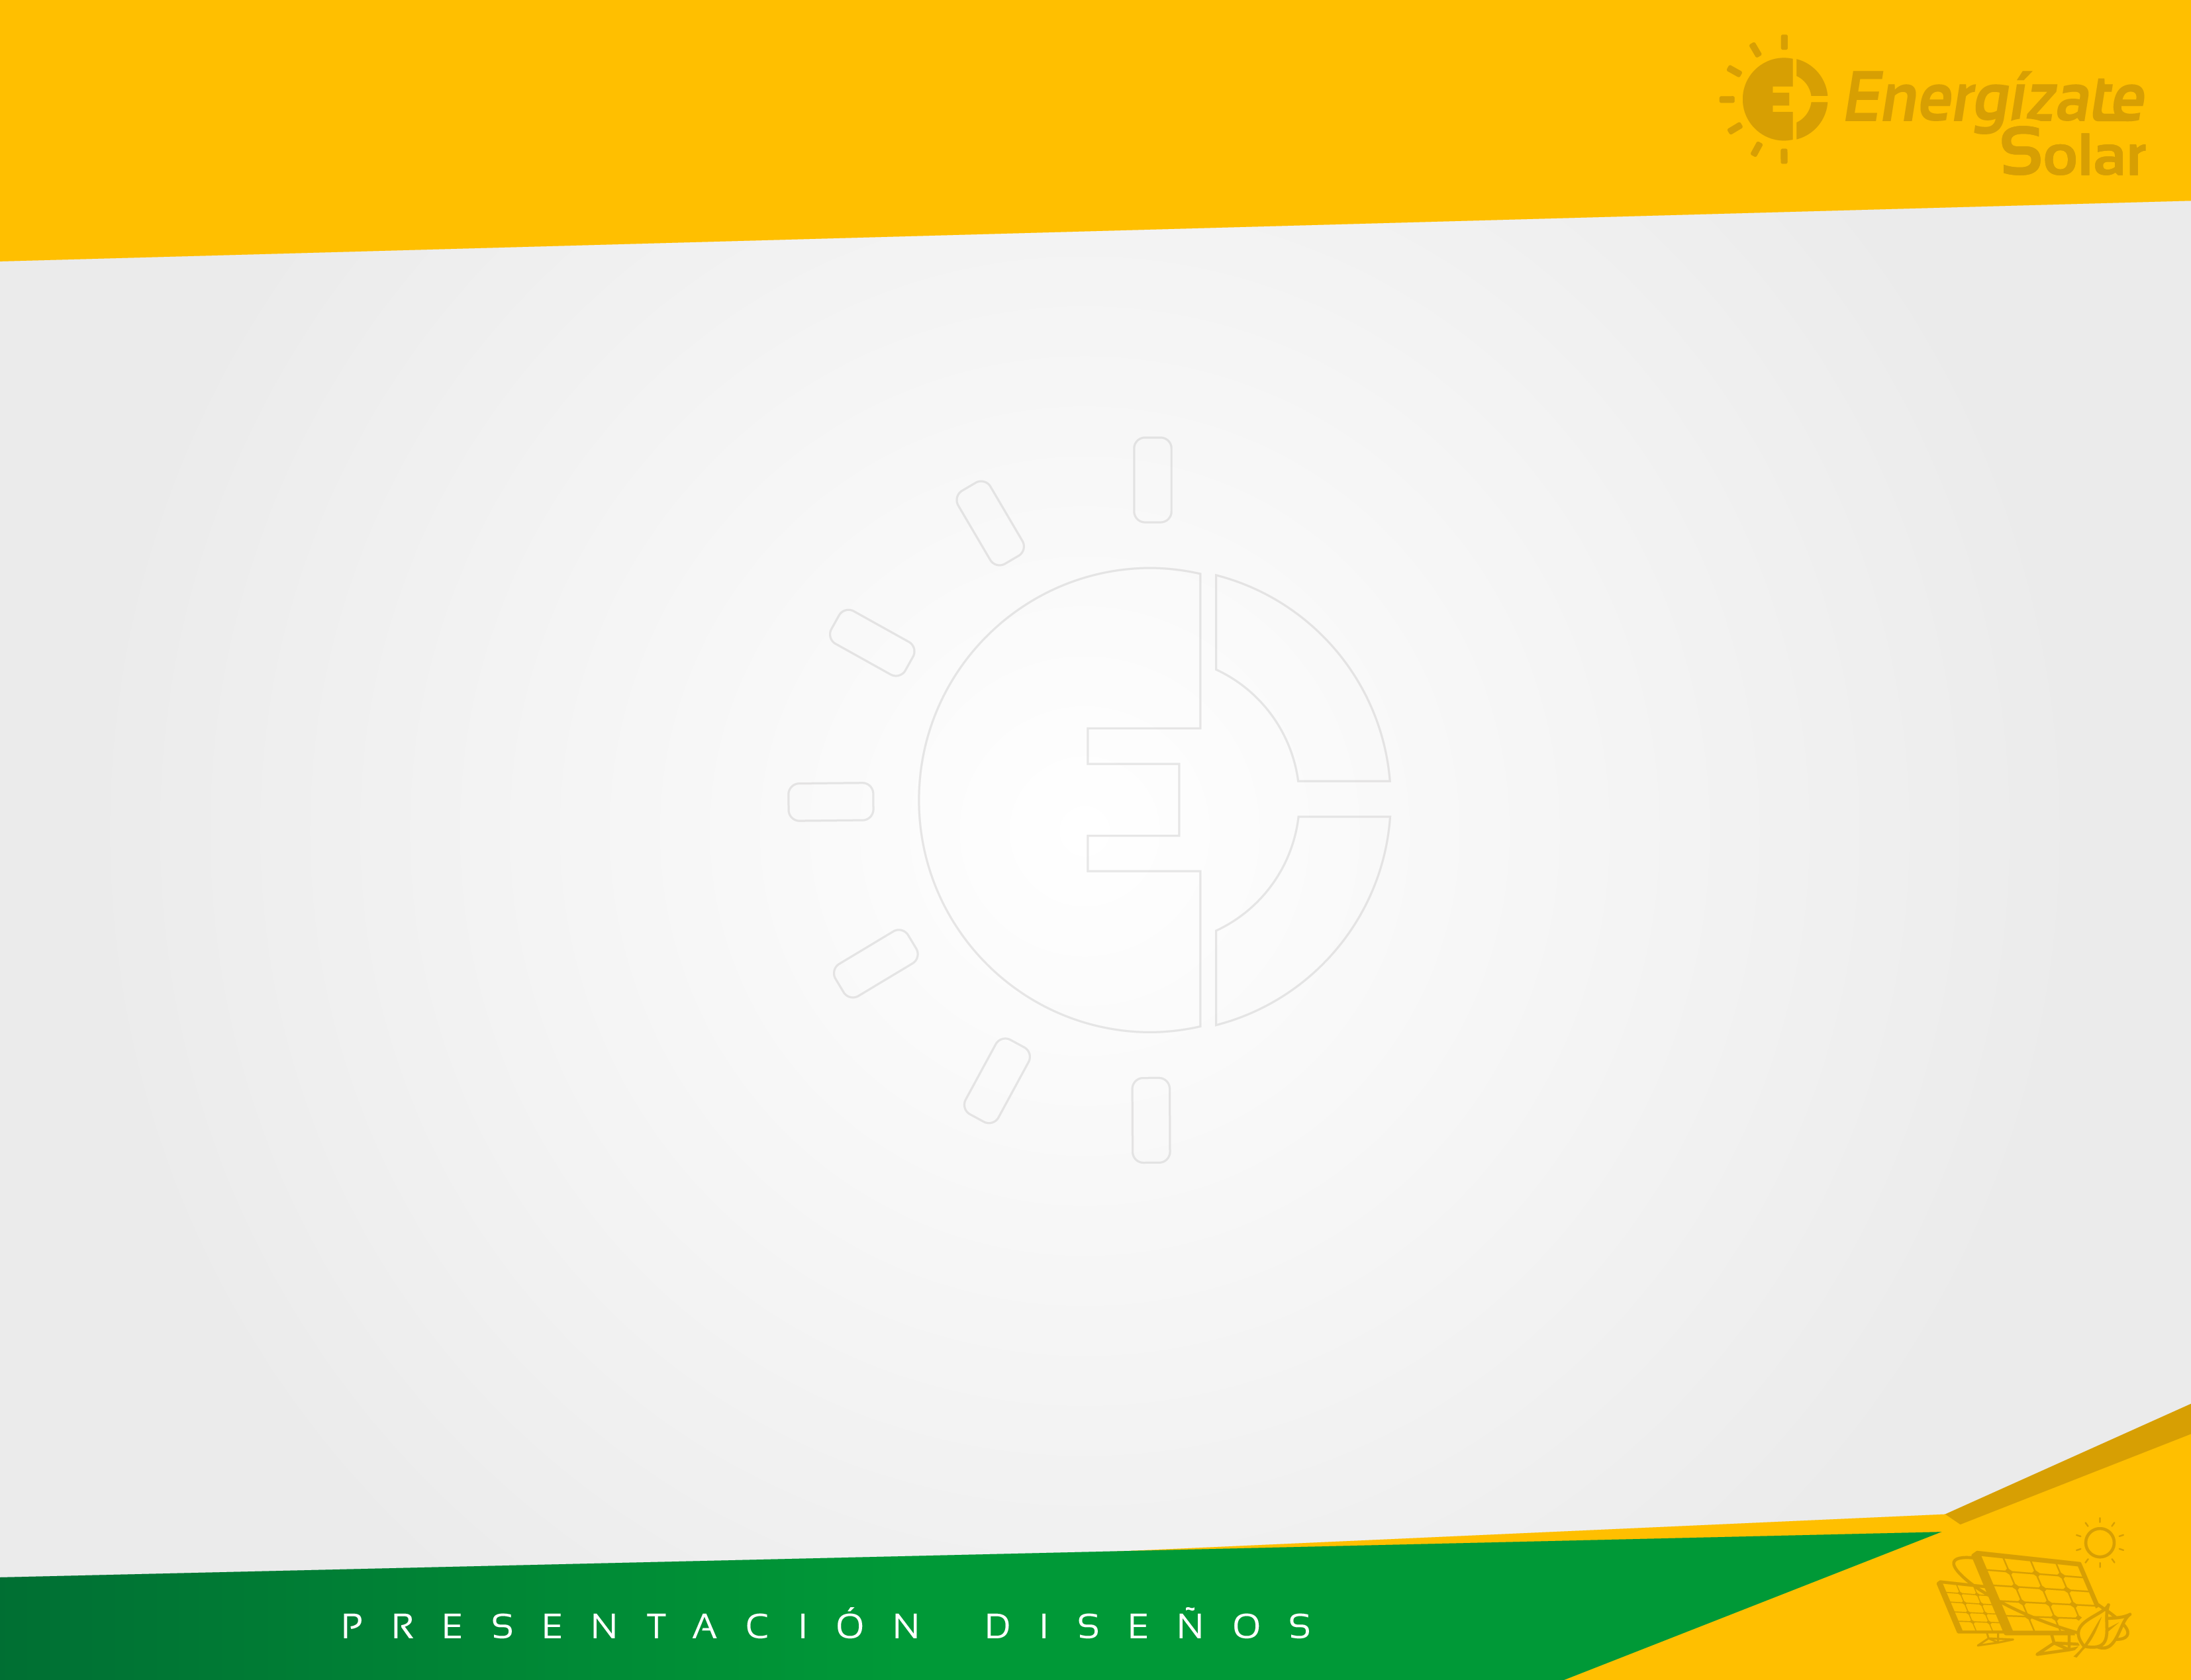 Energízate
Solar
PRESENTACIÓN DISEÑOS